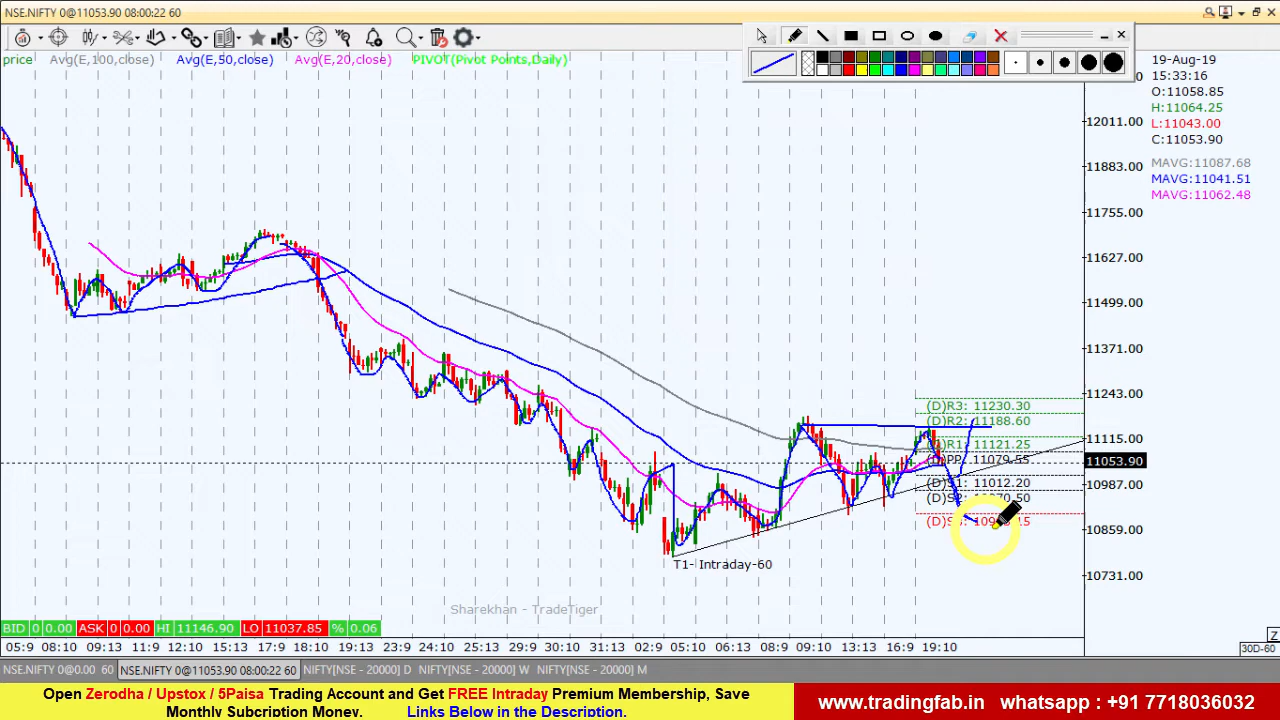 NSE.NIFTY 0@11053.90 08:00:22 60
price Avg(E,100,close) Avg(E,50,close) Avg(E,20,close) PIVOT(Pivot Points,Daily)
19-Aug-19
15:33:16
O:11058.85
H:11064.25
L:11043.00
C:11053.90
MAVG:11087.68
MAVG:11041.51
MAVG:11062.48
12011.00
11883.00
11755.00
11627.00
11499.00
11371.00
11243.00
11115.00
11053.90
10987.00
10859.00
10731.00
(D)R3: 11230.30
(D)R2: 11188.60
(D)R1: 11121.25
(D)PP: 11079.55
(D)S1: 11012.20
T1- Intraday-60
Sharekhan - TradeTiger
BID 0 0.00 ASK 0 0.00 HI 11146.90 LO 11037.85 % 0.06
05:9 08:10 09:13 11:9 12:10 15:13 17:9 18:10 19:13 23:9 24:10 25:13 29:9 30:10 31:13 02:9 05:10 06:13 08:9 09:10 13:13 16:9 19:10
Z
30D-60
NSE.NIFTY 0@0.00 60 NSE.NIFTY 0@11053.90 08:00:22 60 NIFTY[NSE - 20000] D NIFTY[NSE - 20000] W NIFTY[NSE - 20000] M
Open Zerodha / Upstox / 5Paisa Trading Account and Get FREE Intraday Premium Membership, Save
Monthly Subcription Money. Links Below in the Description.
www.tradingfab.in whatsapp : +91 7718036032